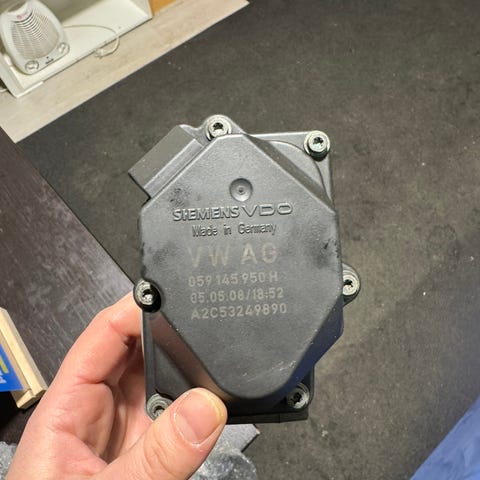 SIEMENS VDO
Made in Germany
VW AG
059 145 950 H
05.05.08/18:52
A2C53249890